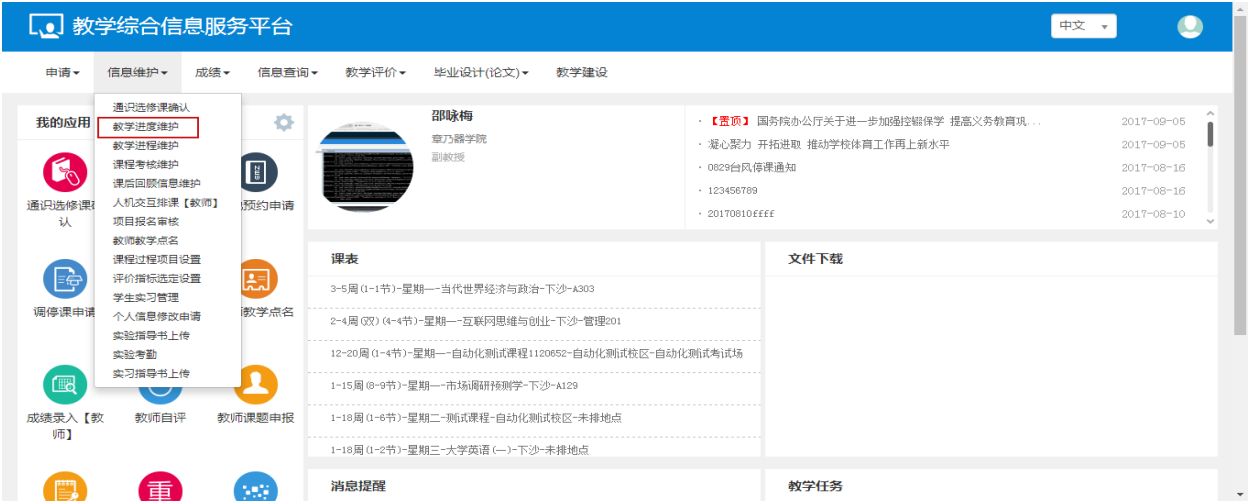 教学综合信息服务平台
中文
申请 信息维护 成绩 信息查询 教学评价 毕业设计(论文) 教学建设
我的应用
通识选修课确认
教学进度维护
教学进程维护
课程考核维护
课后回顾信息维护
人机交互排课【教师】
项目报名审核
教师教学点名
课程过程项目设置
评价指标选定设置
学生实习管理
个人信息修改申请
实验指导书上传
实验考勤
实习指导书上传
通识选修课
认
预约申请
调停课申请
教学点名
成绩录入【教
师】
教师自评
教师课题申报
重
邵咏梅
章乃器学院
副教授
· 【置顶】 国务院办公厅关于进一步加强控辍保学 提高义务教育巩... 2017-09-05
· 凝心聚力 开拓进取 推动学校体育工作再上新水平 2017-09-05
· 0829台风停课通知 2017-08-16
· 123456789 2017-08-16
· 20170810ffff 2017-08-10
课表
3-5周(1-1节)-星期一-当代世界经济与政治-下沙-A303
2-4周(双)(4-4节)-星期一-互联网思维与创业-下沙-管理201
12-20周(1-4节)-星期一-自动化测试课程1120652-自动化测试校区-自动化测试考试场
1-15周(8-9节)-星期一-市场调研预测学-下沙-A129
1-18周(1-6节)-星期二-测试课程-自动化测试校区-未排地点
1-18周(1-2节)-星期三-大学英语(一)-下沙-未排地点
文件下载
消息提醒
教学任务